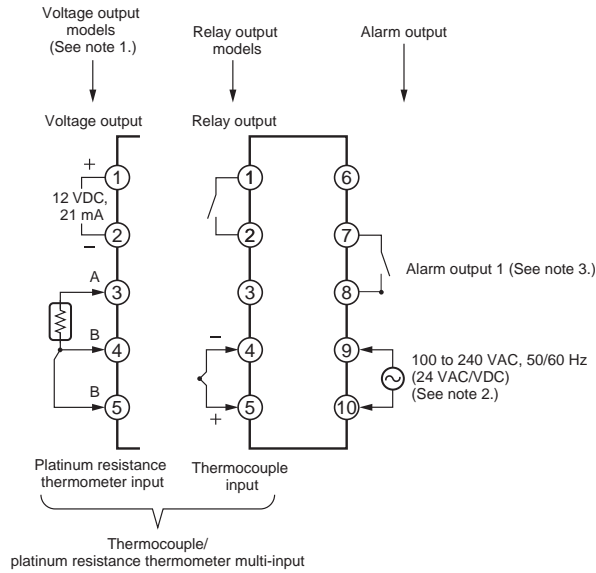 Voltage output
models
(See note 1.)
Relay output
models
Alarm output
Voltage output
Relay output
+
12 VDC,
21 mA
−
A
B
B
1
2
3
4
5
1
2
3
4
5
−
+
6
7
8
9
10
Alarm output 1 (See note 3.)
100 to 240 VAC, 50/60 Hz
(24 VAC/VDC)
(See note 2.)
Platinum resistance
thermometer input
Thermocouple
input
Thermocouple/
platinum resistance thermometer multi-input